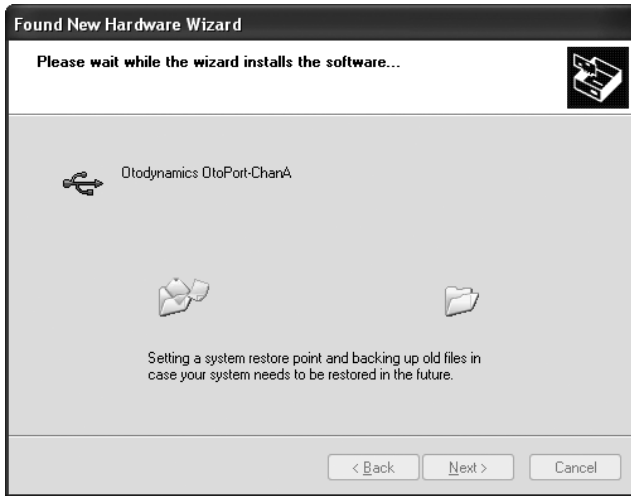 Found New Hardware Wizard
Please wait while the wizard installs the software...
Otodynamics OtoPort-ChanA
Setting a system restore point and backing up old files in
case your system needs to be restored in the future.
< Back
Next >
Cancel